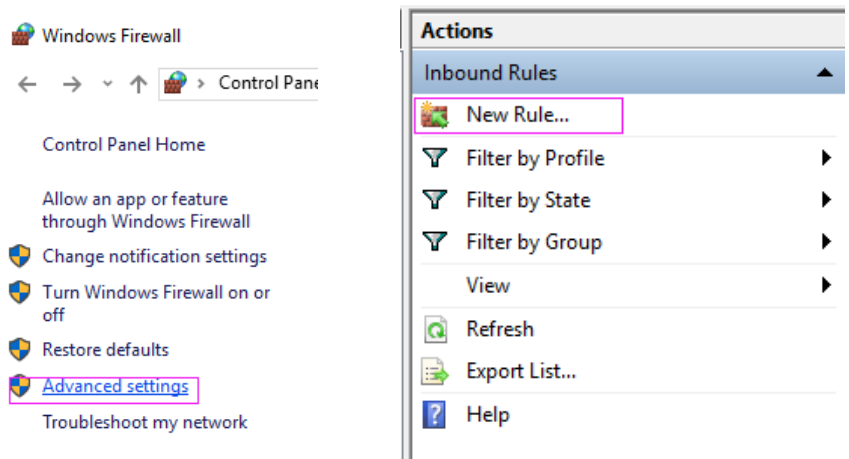 Windows Firewall
Control Pane
Control Panel Home
Allow an app or feature
through Windows Firewall
Change notification settings
Turn Windows Firewall on or
off
Restore defaults
Advanced settings
Troubleshoot my network
Actions
Inbound Rules
New Rule...
Filter by Profile
Filter by State
Filter by Group
View
Refresh
Export List...
Help